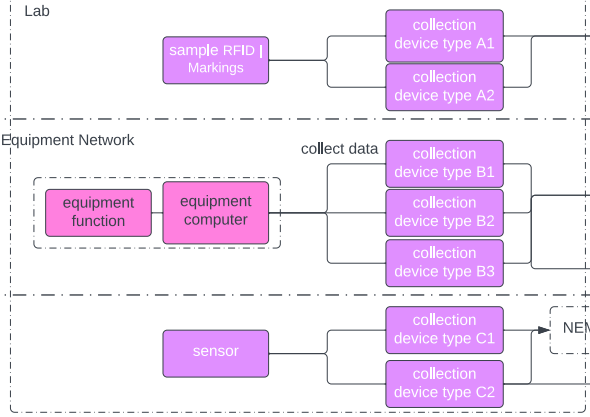 Lab
collection
device type A1
sample RFID |
Markings
collection
device type A2
Equipment Network
collect data
collection
device type B1
equipment
function
equipment
computer
collection
device type B2
collection
device type B3
collection
device type C1
NEM
sensor
collection
device type C2